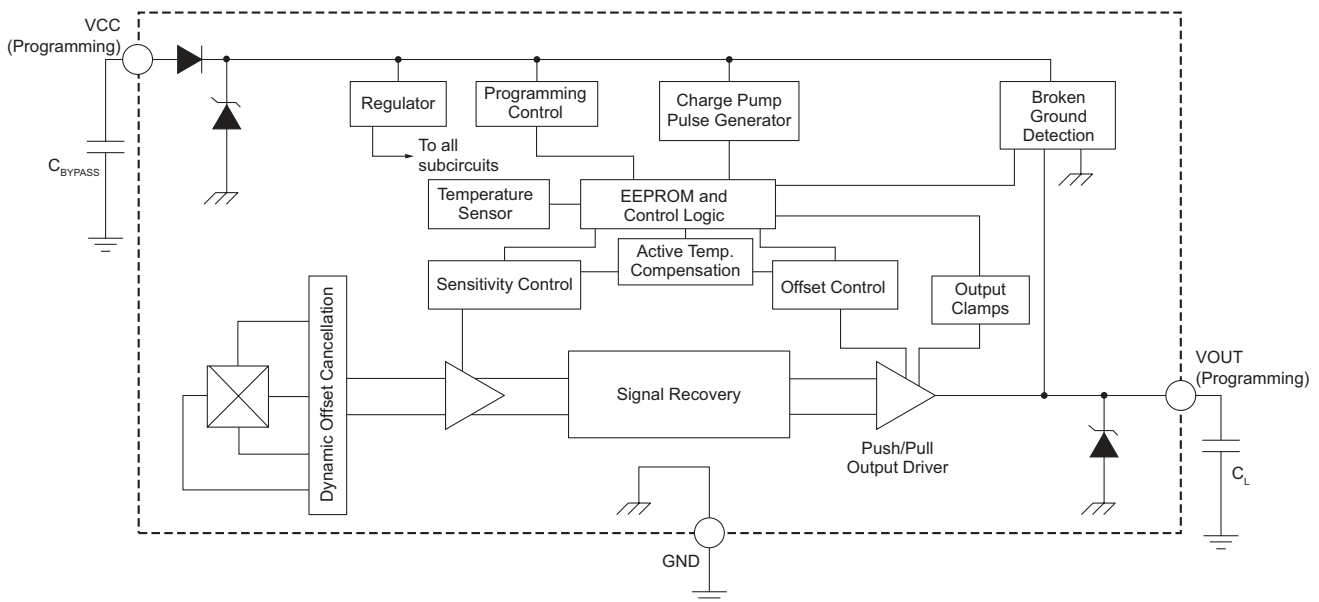 VCC
(Programming)
Regulator
Programming
Control
Charge Pump
Pulse Generator
Broken
Ground
Detection
To all
subcircuits
C_BYPASS
Temperature
Sensor
EEPROM and
Control Logic
Active Temp.
Compensation
Sensitivity Control
Offset Control
Output
Clamps
Dynamic Offset Cancellation
Signal Recovery
VOUT
(Programming)
Push/Pull
Output Driver
C_L
GND